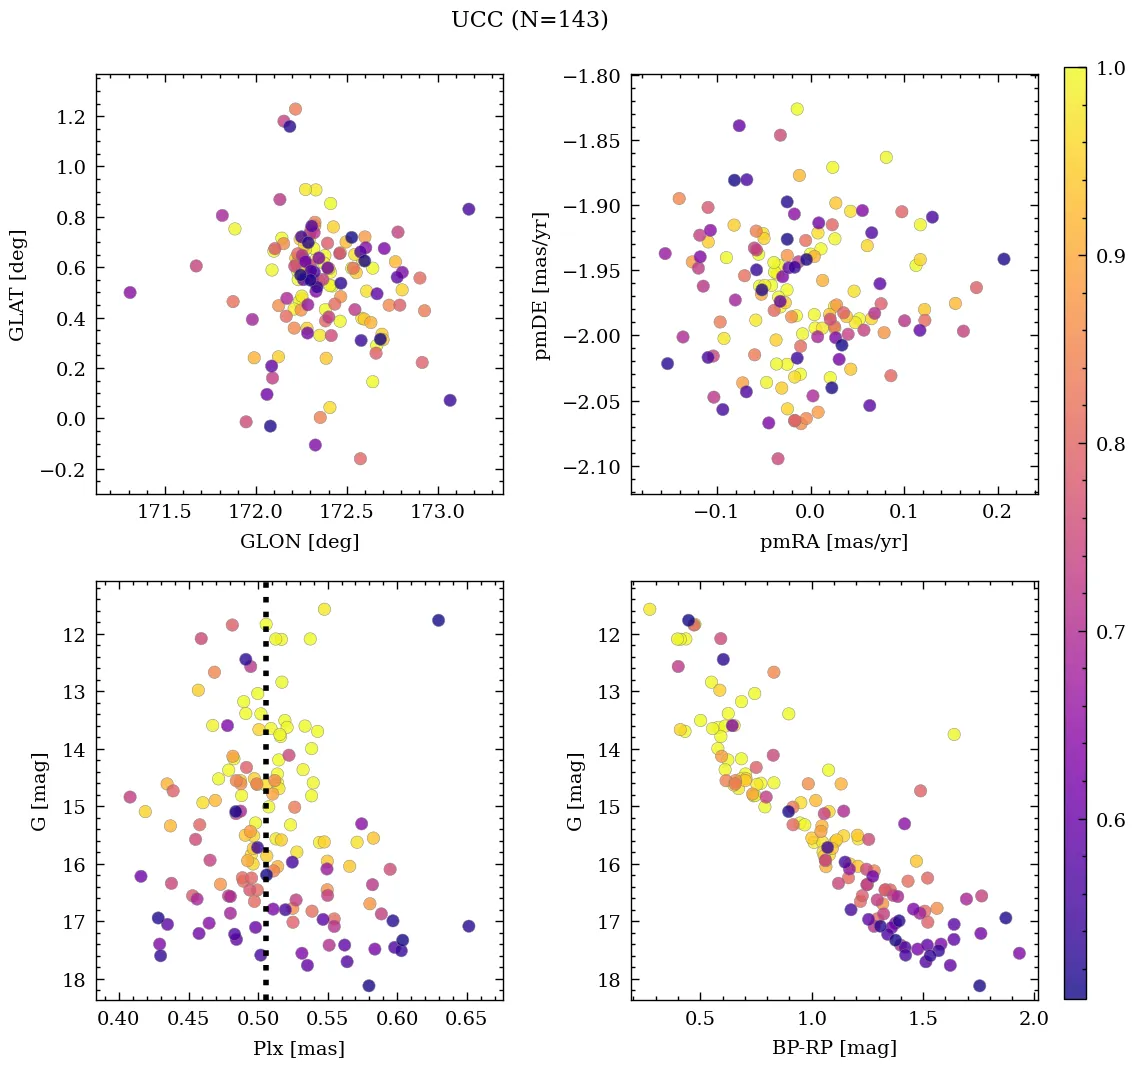 UCC (N=143)
1.2
1.0
0.8
0.6
0.4
0.2
0.0
−0.2
GLAT [deg]
171.5 172.0 172.5 173.0
GLON [deg]
−1.80
−1.85
−1.90
−1.95
−2.00
−2.05
−2.10
pmDE [mas/yr]
−0.1 0.0 0.1 0.2
pmRA [mas/yr]
12
13
14
15
16
17
18
G [mag]
0.40 0.45 0.50 0.55 0.60 0.65
Plx [mas]
12
13
14
15
16
17
18
G [mag]
0.5 1.0 1.5 2.0
BP-RP [mag]
1.0
0.9
0.8
0.7
0.6